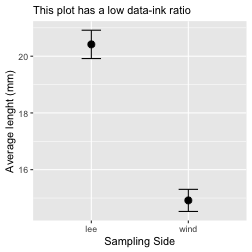 This plot has a low data-ink ratio
Average lenght (mm)
20
18
16
lee
wind
Sampling Side